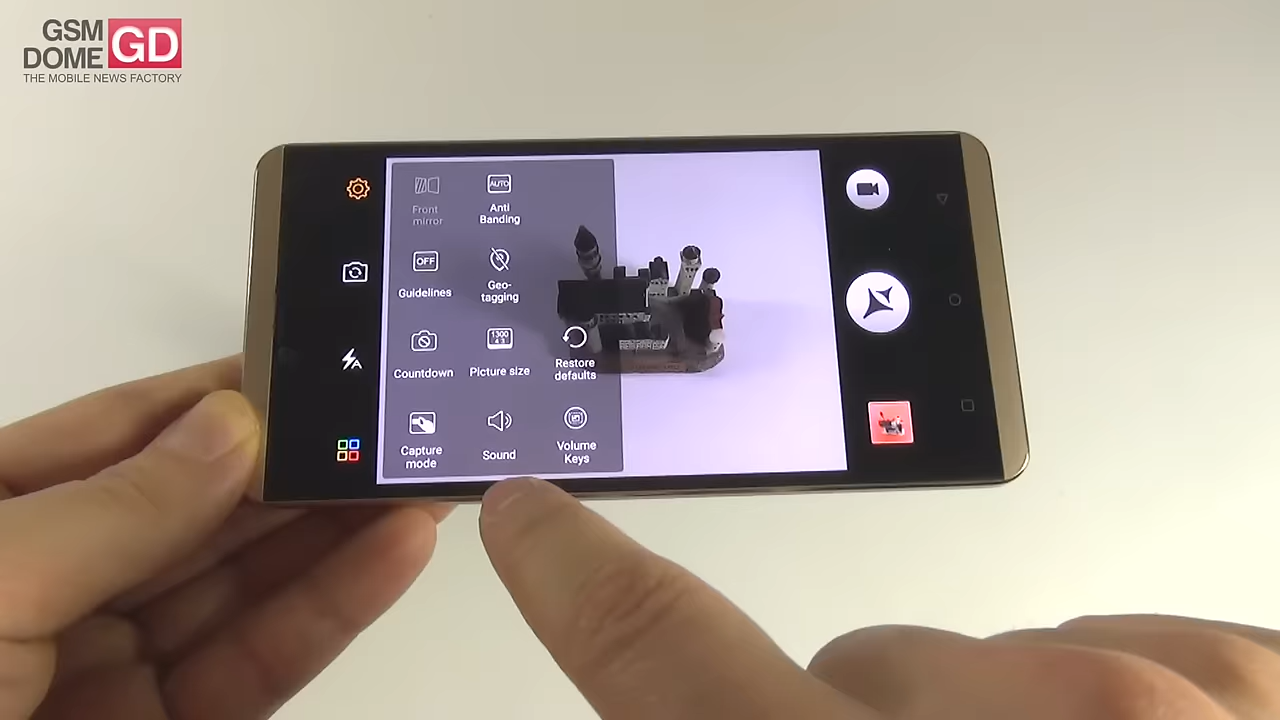 GSM
DOME GD
THE MOBILE NEWS FACTORY
Front
mirror
AUTO
Anti
Banding
OFF
Guidelines
Geo-
tagging
Countdown
1300
Picture size
Restore
defaults
Capture
mode
Sound
Volume
Keys